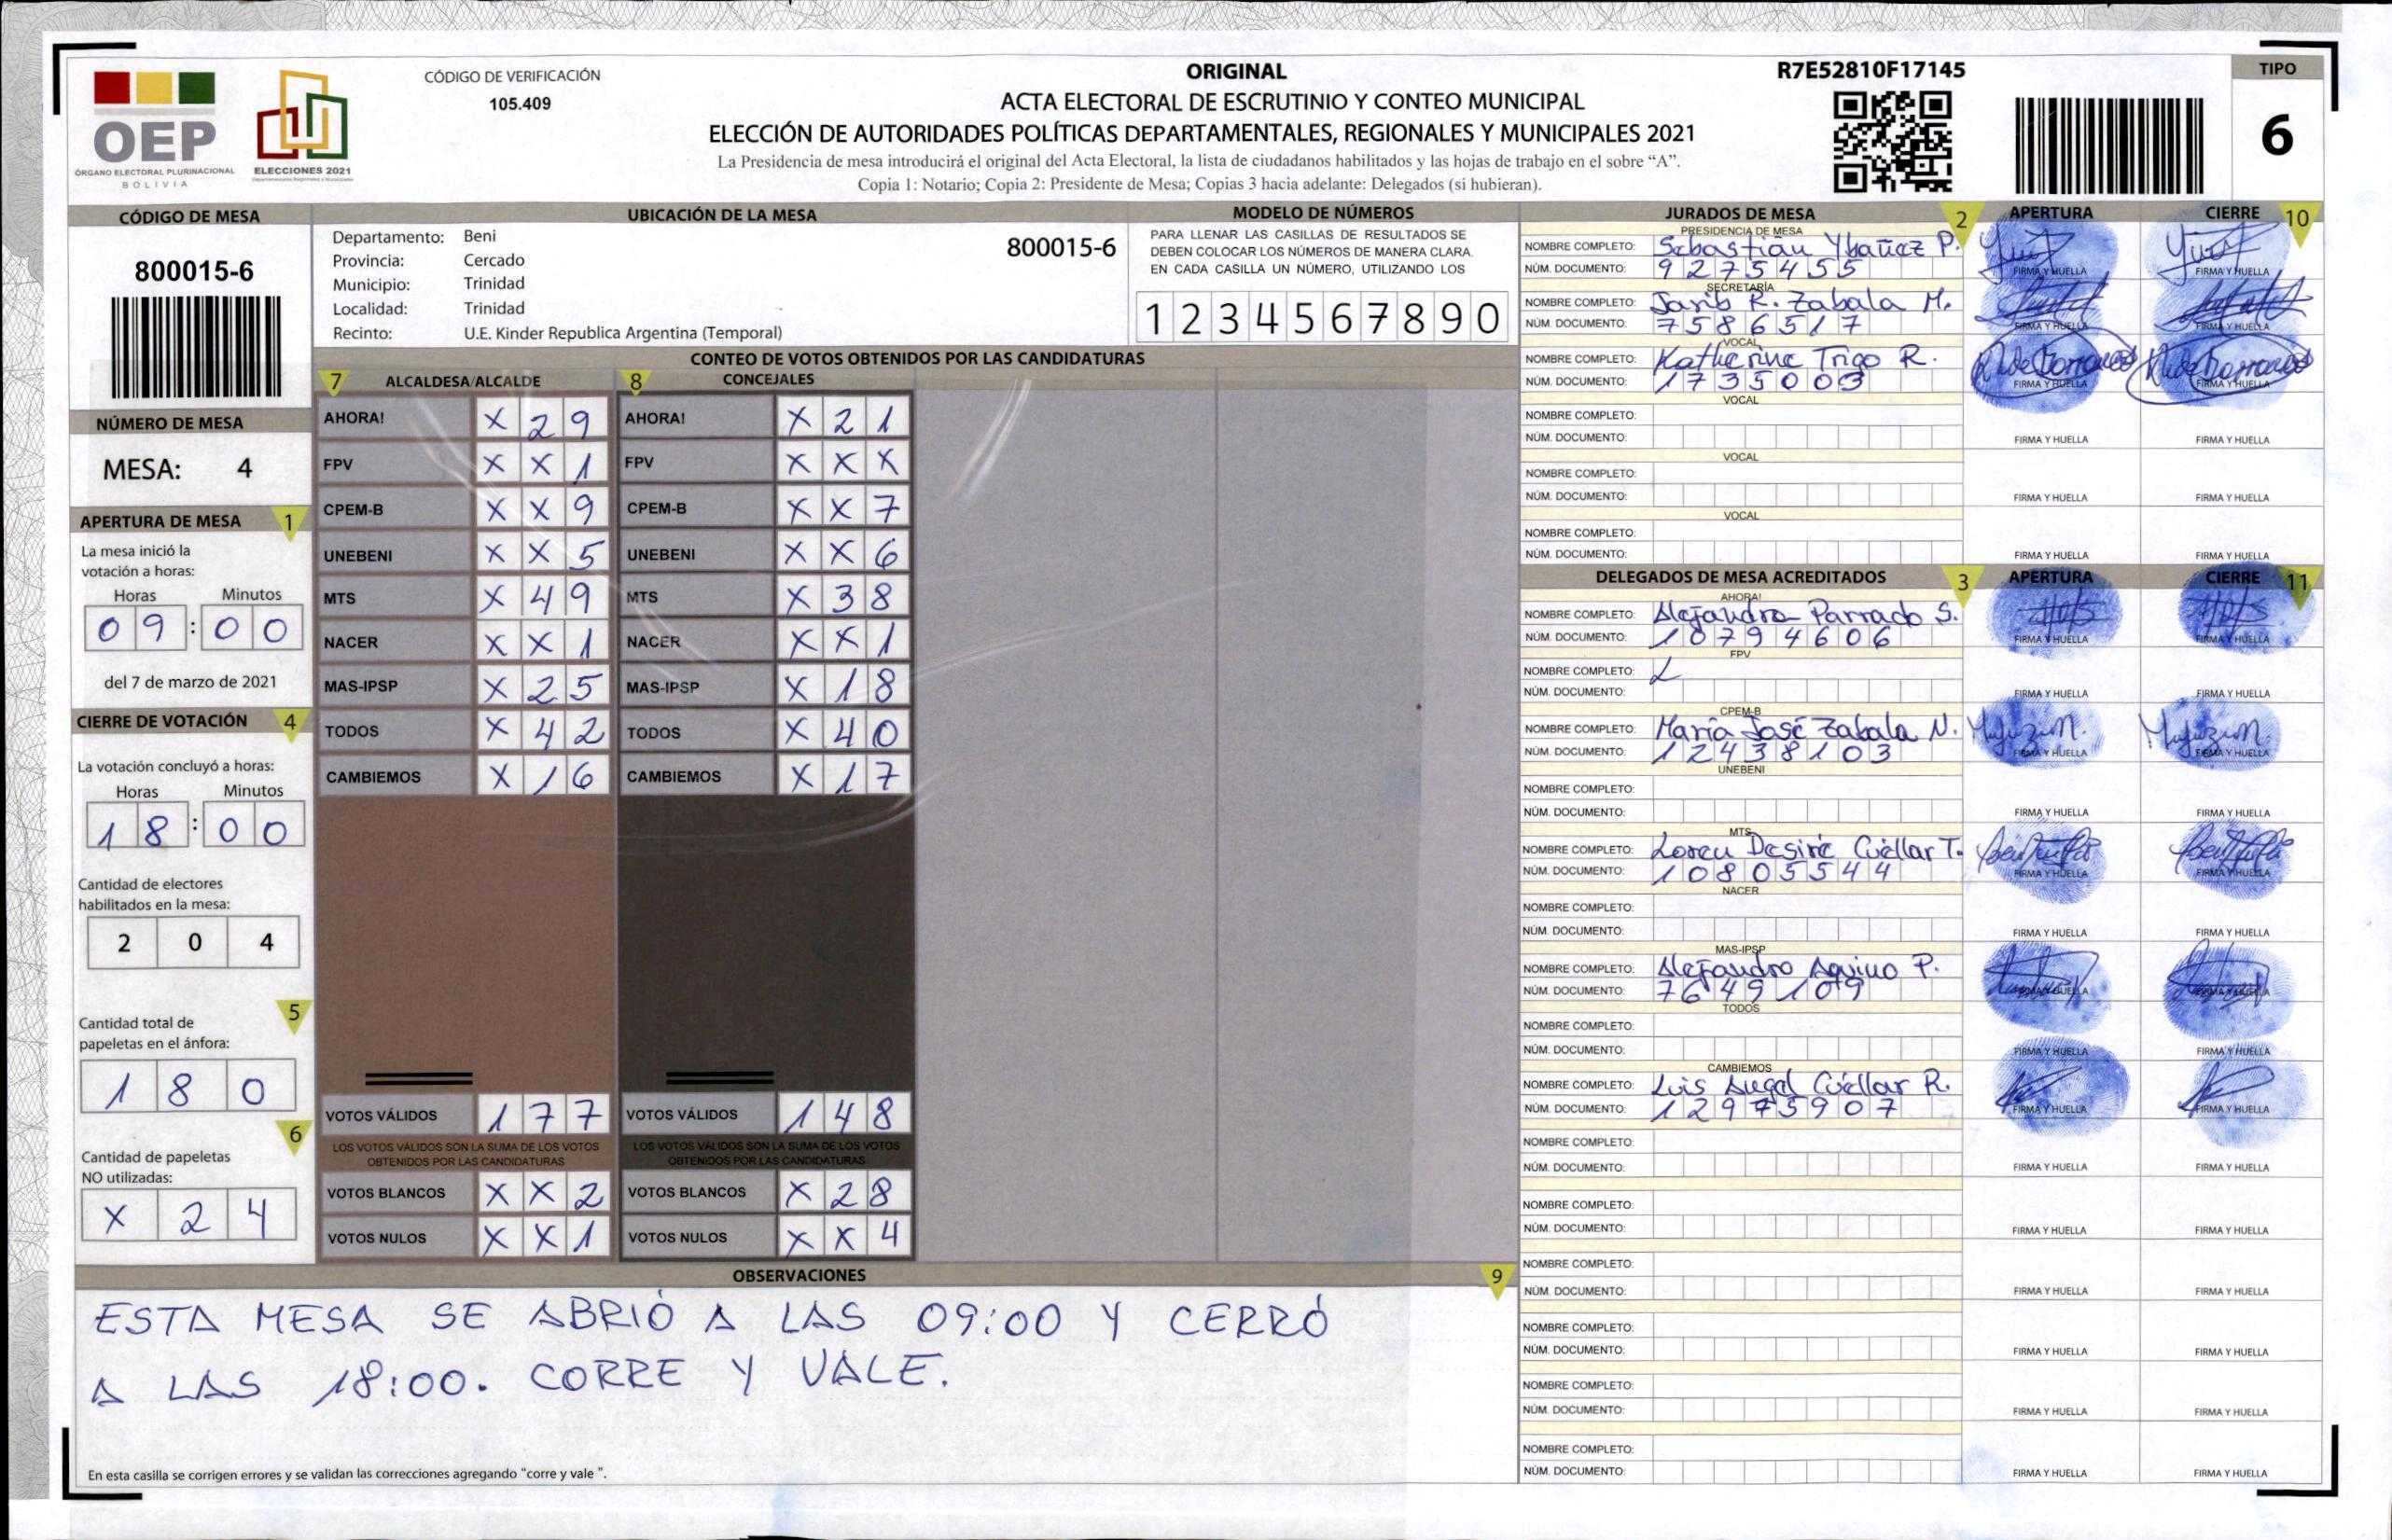 ORIGINAL
R7E52810F17145
TIPO
6
OEP
ÓRGANO ELECTORAL PLURINACIONAL
BOLIVIA
ELECCIONES 2021
CÓDIGO DE VERIFICACIÓN
105.409
ACTA ELECTORAL DE ESCRUTINIO Y CONTEO MUNICIPAL
ELECCIÓN DE AUTORIDADES POLÍTICAS DEPARTAMENTALES, REGIONALES Y MUNICIPALES 2021
La Presidencia de mesa introducirá el original del Acta Electoral, la lista de ciudadanos habilitados y las hojas de trabajo en el sobre “A”.
Copia 1: Notario; Copia 2: Presidente de Mesa; Copias 3 hacia adelante: Delegados (si hubieran).
CÓDIGO DE MESA
800015-6
NÚMERO DE MESA
MESA: 4
APERTURA DE MESA 1
La mesa inició la
votación a horas:
Horas Minutos
09:00
del 7 de marzo de 2021
CIERRE DE VOTACIÓN 4
La votación concluyó a horas:
Horas Minutos
18:00
Cantidad de electores
habilitados en la mesa:
2 0 4
5
Cantidad total de
papeletas en el ánfora:
1 8 0
6
Cantidad de papeletas
NO utilizadas:
X 2 4
UBICACIÓN DE LA MESA
Departamento: Beni
800015-6
Provincia: Cercado
Municipio: Trinidad
Localidad: Trinidad
Recinto: U.E. Kinder Republica Argentina (Temporal)
MODELO DE NÚMEROS
PARA LLENAR LAS CASILLAS DE RESULTADOS SE
DEBEN COLOCAR LOS NÚMEROS DE MANERA CLARA.
EN CADA CASILLA UN NÚMERO, UTILIZANDO LOS
1 2 3 4 5 6 7 8 9 0
CONTEO DE VOTOS OBTENIDOS POR LAS CANDIDATURAS
7 ALCALDESA/ALCALDE 8 CONCEJALES
AHORA! X 2 9 AHORA! X 2 1
FPV X X 1 FPV X X X
CPEM-B X X 9 CPEM-B X X 7
UNEBENI X X 5 UNEBENI X X 6
MTS X 4 9 MTS X 3 8
NACER X X 1 NACER X X 1
MAS-IPSP X 2 5 MAS-IPSP X 1 8
TODOS X 4 2 TODOS X 4 0
CAMBIEMOS X 1 6 CAMBIEMOS X 1 7
VOTOS VÁLIDOS 1 7 7 VOTOS VÁLIDOS 1 4 8
LOS VOTOS VÁLIDOS SON LA SUMA DE LOS VOTOS LOS VOTOS VÁLIDOS SON LA SUMA DE LOS VOTOS
OBTENIDOS POR LAS CANDIDATURAS OBTENIDOS POR LAS CANDIDATURAS
VOTOS BLANCOS X X 2 VOTOS BLANCOS X 2 8
VOTOS NULOS X X 1 VOTOS NULOS X X 4
OBSERVACIONES 9
ESTA MESA SE ABRIÓ A LAS 09:00 Y CERRÓ
A LAS 18:00. CORRE Y VALE.
En esta casilla se corrigen errores y se validan las correcciones agregando “corre y vale ”.
JURADOS DE MESA 2 APERTURA CIERRE 10
PRESIDENCIA DE MESA
NOMBRE COMPLETO: Sebastián Ybañez P.
NÚM. DOCUMENTO: 9275455 FIRMA Y HUELLA FIRMA Y HUELLA
SECRETARÍA
NOMBRE COMPLETO: R. Zabala M.
NÚM. DOCUMENTO: 7586517 FIRMA Y HUELLA FIRMA Y HUELLA
VOCAL
NOMBRE COMPLETO: Katherine Trigo R.
NÚM. DOCUMENTO: 1735003 FIRMA Y HUELLA FIRMA Y HUELLA
VOCAL
NOMBRE COMPLETO:
NÚM. DOCUMENTO: FIRMA Y HUELLA FIRMA Y HUELLA
VOCAL
NOMBRE COMPLETO:
NÚM. DOCUMENTO: FIRMA Y HUELLA FIRMA Y HUELLA
VOCAL
NOMBRE COMPLETO:
NÚM. DOCUMENTO: FIRMA Y HUELLA FIRMA Y HUELLA
DELEGADOS DE MESA ACREDITADOS 3 APERTURA CIERRE 11
AHORA!
NOMBRE COMPLETO: Alejandro Parrado S.
NÚM. DOCUMENTO: 10794606 FIRMA Y HUELLA FIRMA Y HUELLA
FPV
NOMBRE COMPLETO:
NÚM. DOCUMENTO: FIRMA Y HUELLA FIRMA Y HUELLA
CPEM-B
NOMBRE COMPLETO: María José Zabala N.
NÚM. DOCUMENTO: 12438103 FIRMA Y HUELLA FIRMA Y HUELLA
UNEBENI
NOMBRE COMPLETO:
NÚM. DOCUMENTO: FIRMA Y HUELLA FIRMA Y HUELLA
MTS
NOMBRE COMPLETO: Loren Desiré Cuéllar T.
NÚM. DOCUMENTO: 10805544 FIRMA Y HUELLA FIRMA Y HUELLA
NACER
NOMBRE COMPLETO:
NÚM. DOCUMENTO: FIRMA Y HUELLA FIRMA Y HUELLA
MAS-IPSP
NOMBRE COMPLETO: Alejandro Aquino P.
NÚM. DOCUMENTO: 7649109 FIRMA Y HUELLA FIRMA Y HUELLA
TODOS
NOMBRE COMPLETO:
NÚM. DOCUMENTO: FIRMA Y HUELLA FIRMA Y HUELLA
CAMBIEMOS
NOMBRE COMPLETO: Luis Angel Cuéllar R.
NÚM. DOCUMENTO: 12975907 FIRMA Y HUELLA FIRMA Y HUELLA
NOMBRE COMPLETO:
NÚM. DOCUMENTO: FIRMA Y HUELLA FIRMA Y HUELLA
NOMBRE COMPLETO:
NÚM. DOCUMENTO: FIRMA Y HUELLA FIRMA Y HUELLA
NOMBRE COMPLETO:
NÚM. DOCUMENTO: FIRMA Y HUELLA FIRMA Y HUELLA
NOMBRE COMPLETO:
NÚM. DOCUMENTO: FIRMA Y HUELLA FIRMA Y HUELLA
NOMBRE COMPLETO:
NÚM. DOCUMENTO: FIRMA Y HUELLA FIRMA Y HUELLA
NOMBRE COMPLETO:
NÚM. DOCUMENTO: FIRMA Y HUELLA FIRMA Y HUELLA